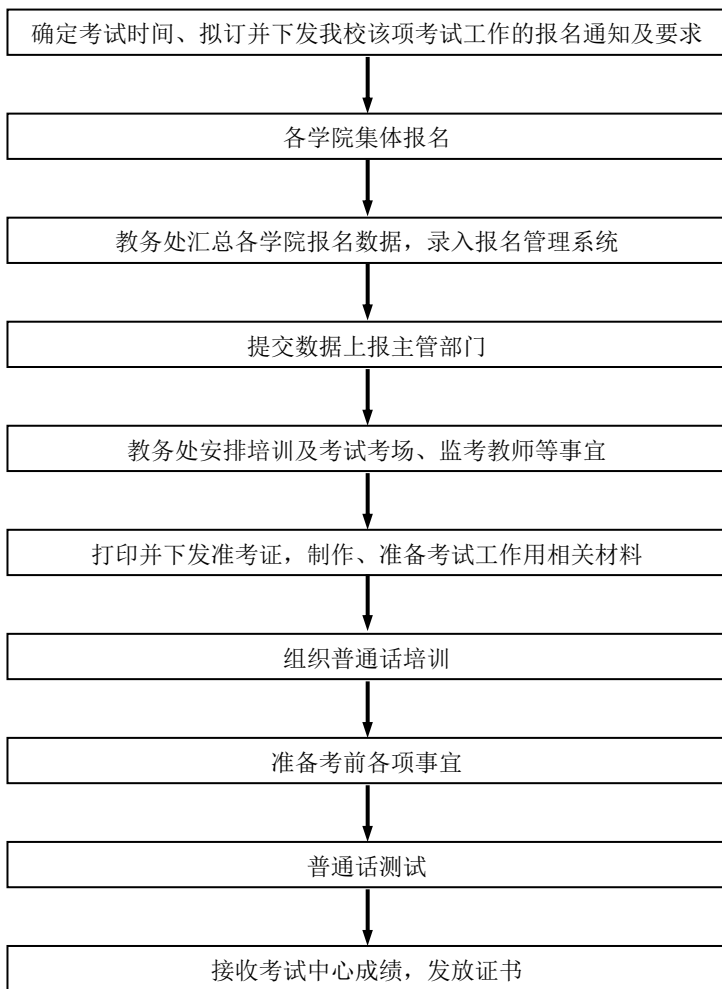 确定考试时间、拟订并下发我校该项考试工作的报名通知及要求
各学院集体报名
教务处汇总各学院报名数据，录入报名管理系统
提交数据上报主管部门
教务处安排培训及考试考场、监考教师等事宜
打印并下发准考证，制作、准备考试工作用相关材料
组织普通话培训
准备考前各项事宜
普通话测试
接收考试中心成绩，发放证书